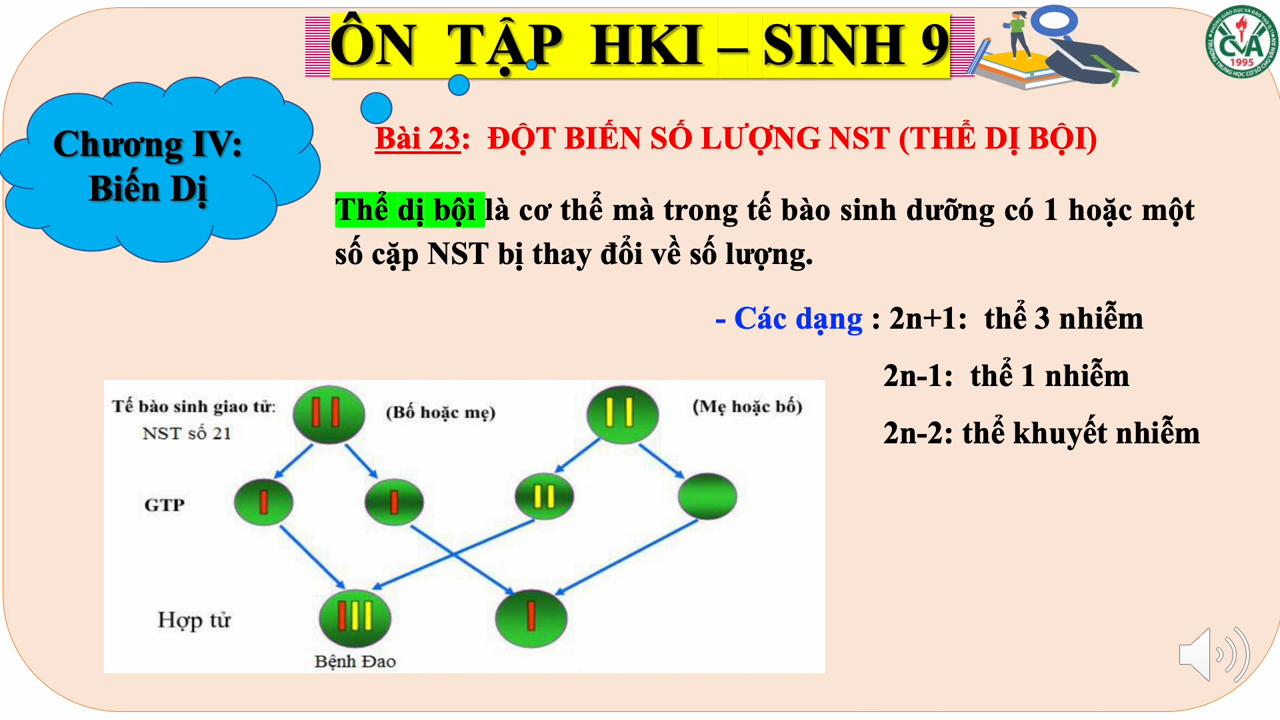 ÔN TẬP HKI – SINH 9
CVA
1995
Chương IV:
Biến Dị
Bài 23: ĐỘT BIẾN SỐ LƯỢNG NST (THỂ DỊ BỘI)
Thể dị bội là cơ thể mà trong tế bào sinh dưỡng có 1 hoặc một
số cặp NST bị thay đổi về số lượng.
- Các dạng : 2n+1: thể 3 nhiễm
2n-1: thể 1 nhiễm
2n-2: thể khuyết nhiễm
Tế bào sinh giao tử:
NST số 21
(Bố hoặc mẹ)
(Mẹ hoặc bố)
GTP
Hợp tử
Bệnh Đao